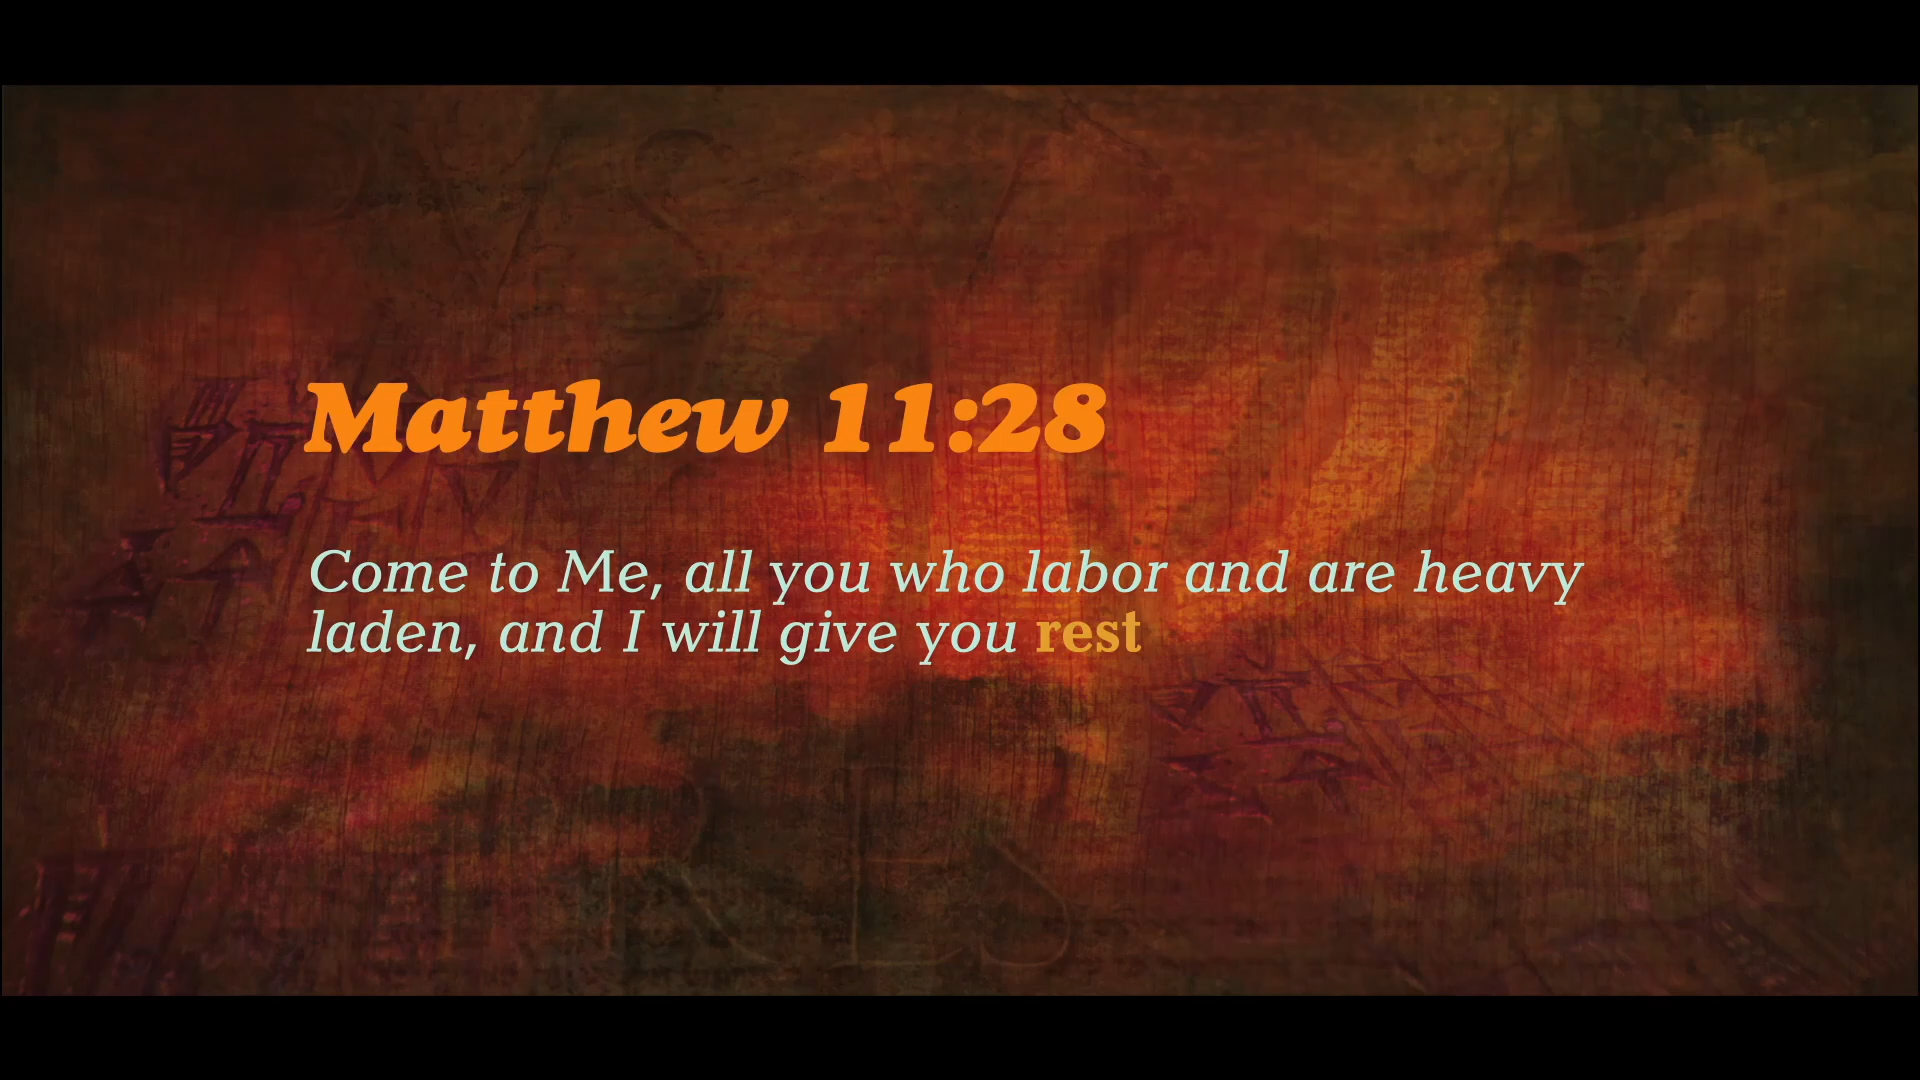 Matthew 11:28
Come to Me, all you who labor and are heavy
laden, and I will give you rest